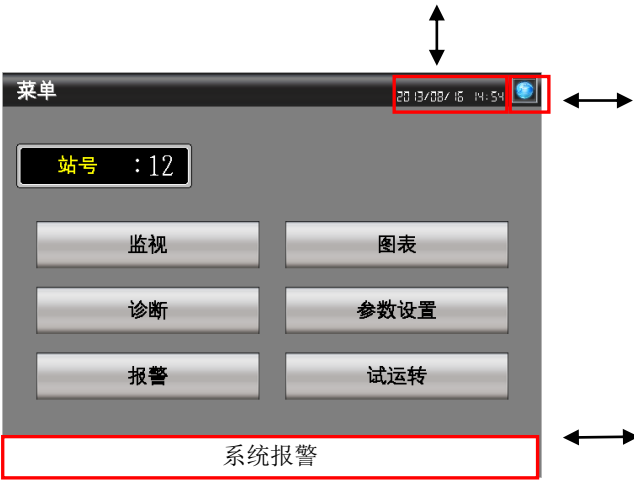 菜单
2013/08/16 14:54
站号 :12
监视 图表
诊断 参数设置
报警 试运转
系统报警